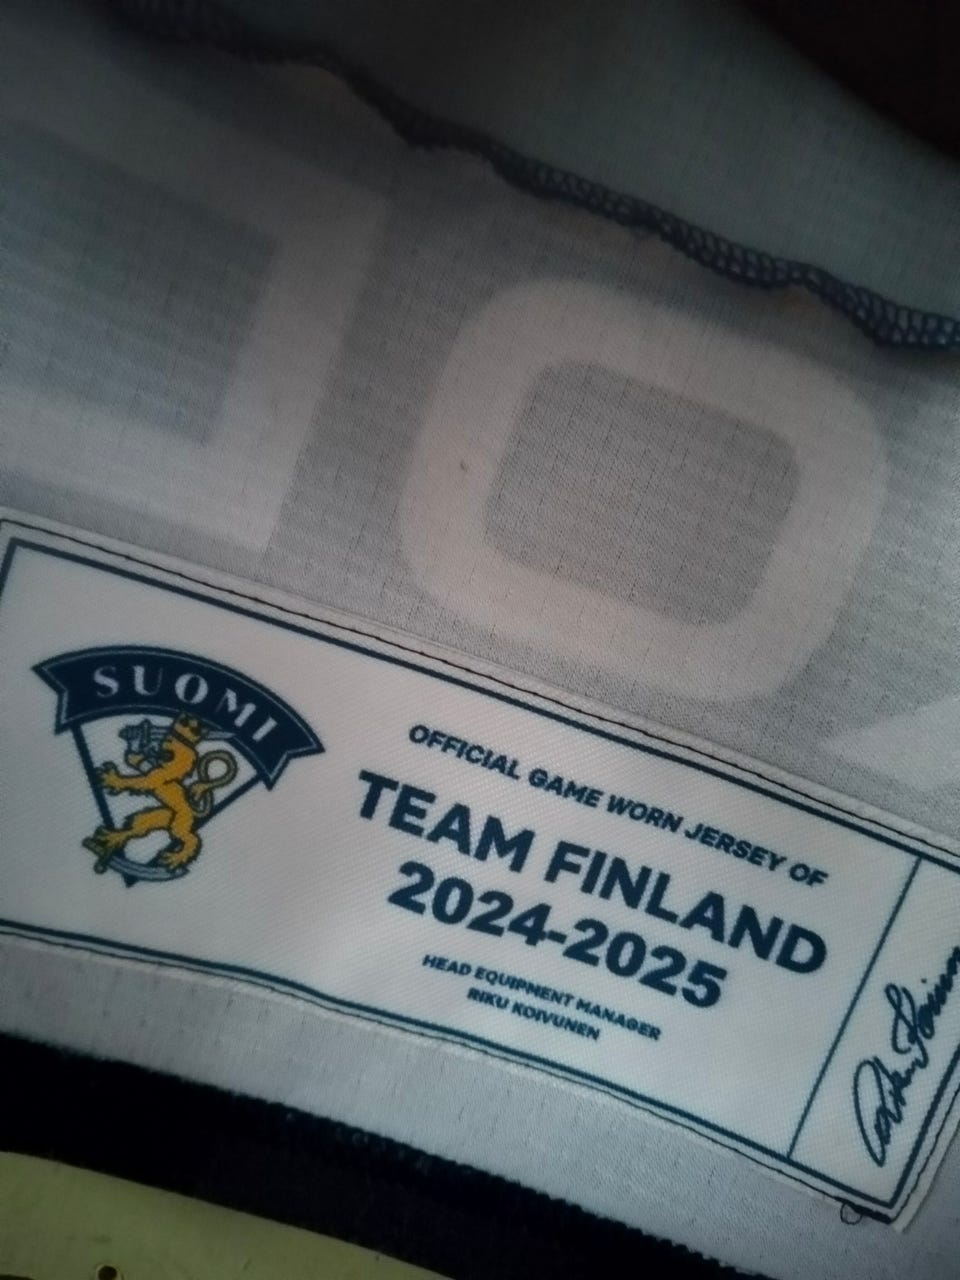 SUOMI
OFFICIAL GAME WORN JERSEY OF
TEAM FINLAND
2024-2025
HEAD EQUIPMENT MANAGER
RIKU KOIVUNEN